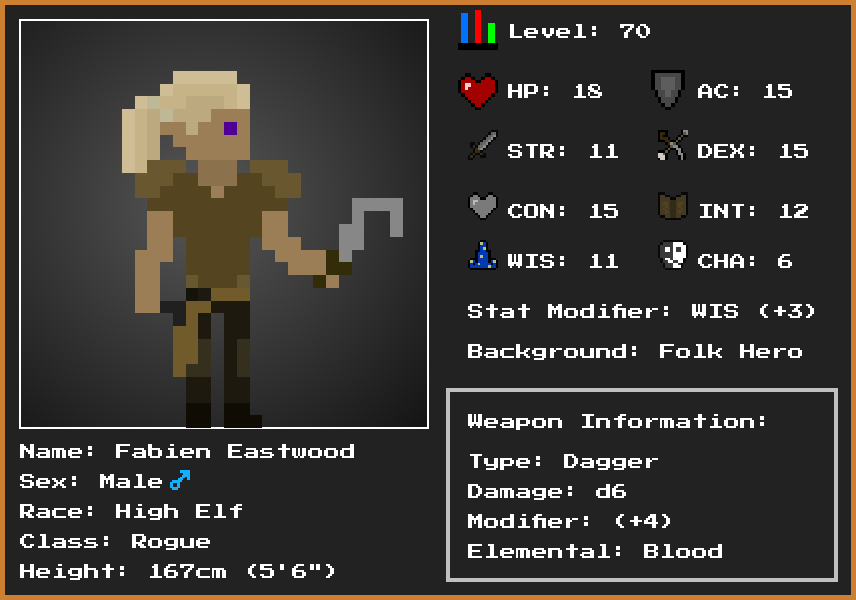 Level: 70
HP: 18
AC: 15
STR: 11
DEX: 15
CON: 15
INT: 12
WIS: 11
CHA: 6
Stat Modifier: WIS (+3)
Background: Folk Hero
Weapon Information:
Type: Dagger
Damage: d6
Modifier: (+4)
Elemental: Blood
Name: Fabien Eastwood
Sex: Male♂
Race: High Elf
Class: Rogue
Height: 167cm (5'6")